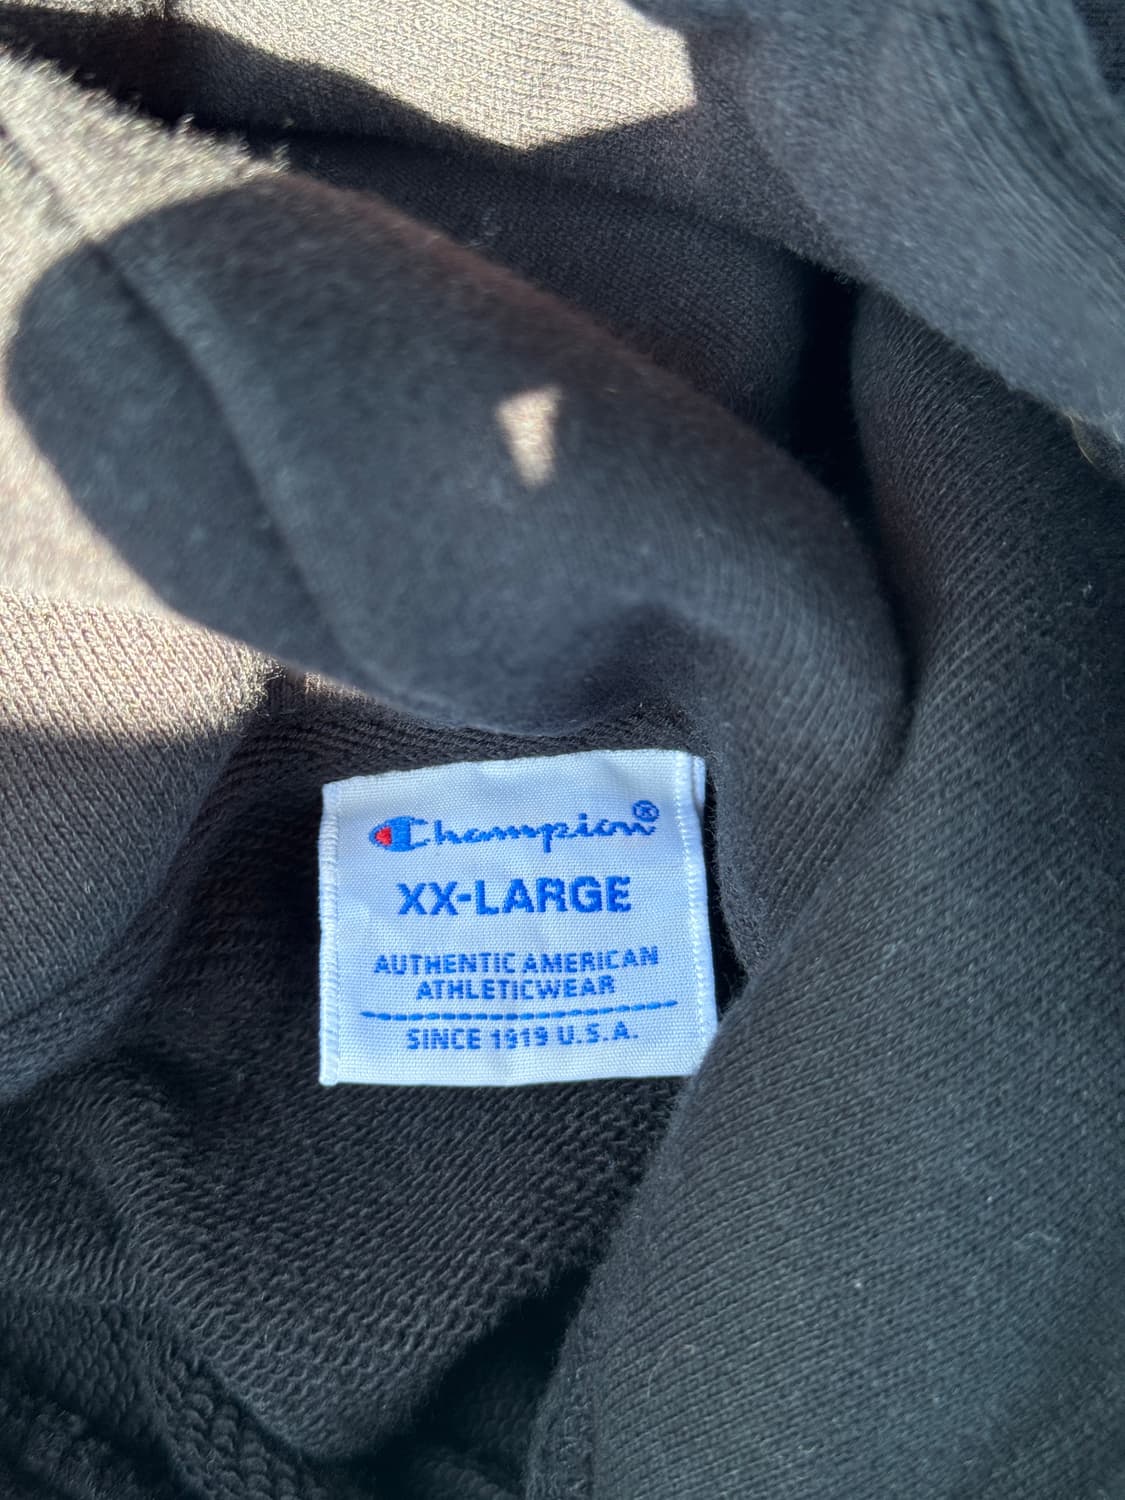 Champion®
XX-LARGE
AUTHENTIC AMERICAN
ATHLETICWEAR
SINCE 1919 U.S.A.